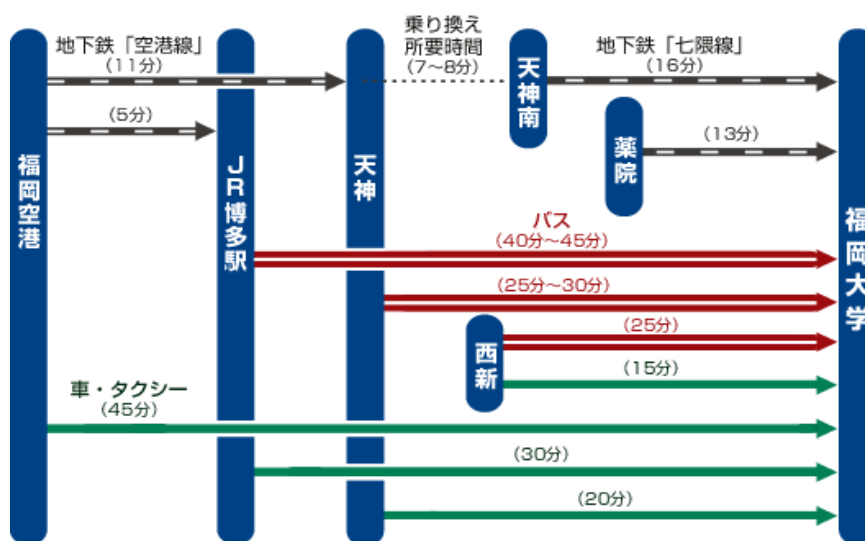 地下鉄「空港線」
(11分)
乗り換え
所要時間
(7〜8分)
地下鉄「七隈線」
(16分)
(5分)
(13分)
福岡空港
JR博多駅
天神
天神南
薬院
福岡大学
バス
(40分〜45分)
(25分〜30分)
(25分)
西新
(15分)
車・タクシー
(45分)
(30分)
(20分)